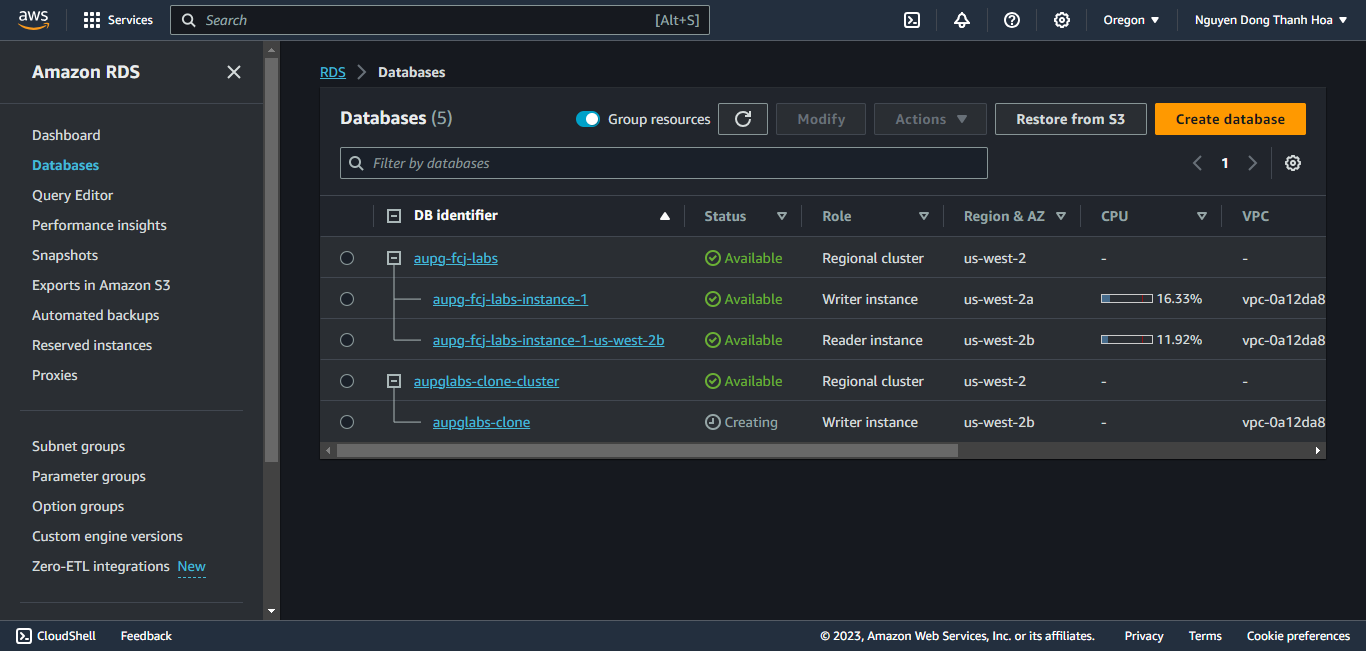 aws Services Search [Alt+S] Oregon Nguyen Dong Thanh Hoa
Amazon RDS
Dashboard
Databases
Query Editor
Performance insights
Snapshots
Exports in Amazon S3
Automated backups
Reserved instances
Proxies
Subnet groups
Parameter groups
Option groups
Custom engine versions
Zero-ETL integrations New
RDS Databases
Databases (5) Group resources Modify Actions Restore from S3 Create database
Filter by databases 1
DB identifier Status Role Region & AZ CPU VPC
aupg-fcj-labs Available Regional cluster us-west-2 - -
aupg-fcj-labs-instance-1 Available Writer instance us-west-2a 16.33% vpc-0a12da8
aupg-fcj-labs-instance-1-us-west-2b Available Reader instance us-west-2b 11.92% vpc-0a12da8
aupglabs-clone-cluster Available Regional cluster us-west-2 - -
aupglabs-clone Creating Writer instance us-west-2b - vpc-0a12da8
CloudShell Feedback © 2023, Amazon Web Services, Inc. or its affiliates. Privacy Terms Cookie preferences